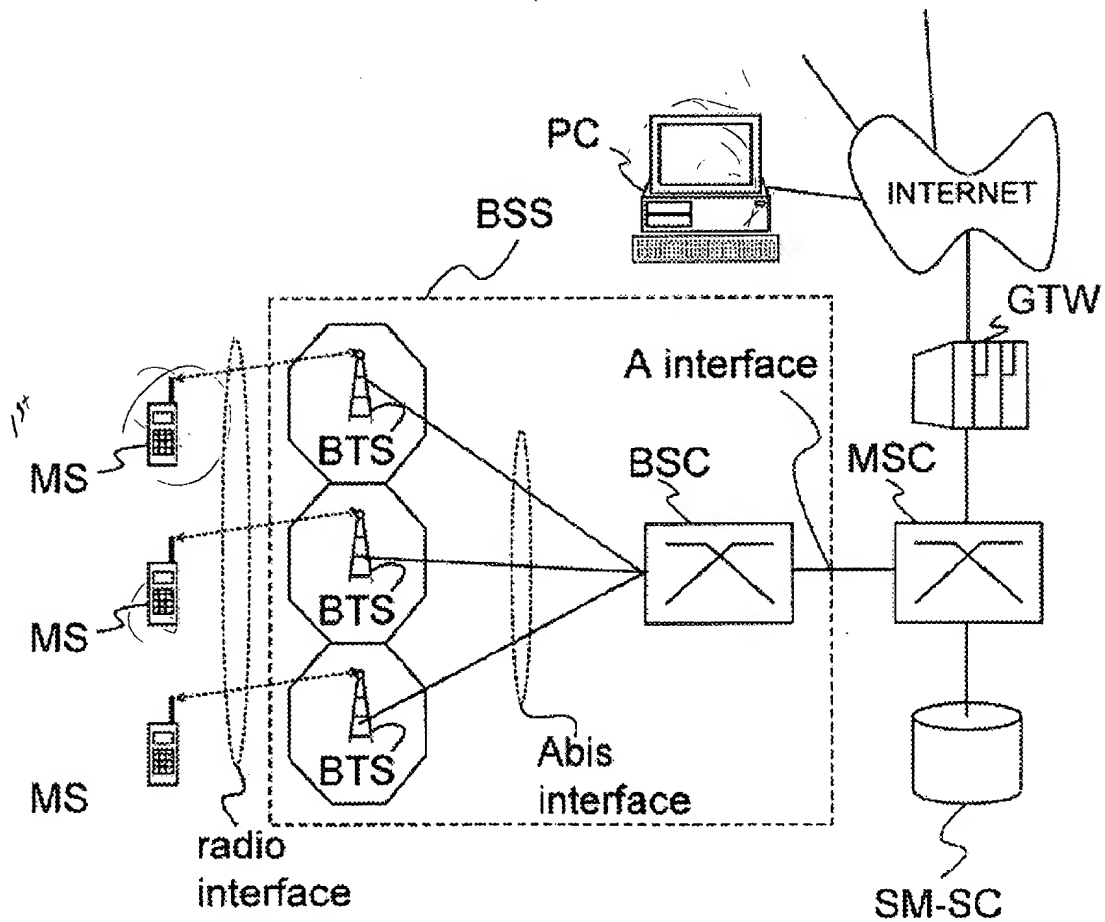 PC
INTERNET
BSS
GTW
A interface
1st
MS
BTS
BSC
MSC
MS
BTS
MS
BTS
Abis
interface
radio
interface
SM-SC